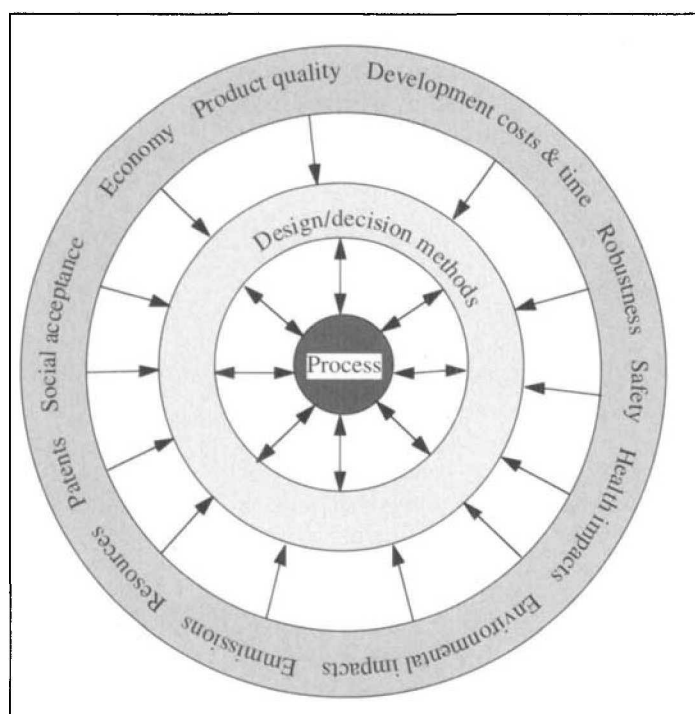 Product quality
Development costs & time
Robustness
Safety
Health impacts
Environmental impacts
Emmissions
Resources
Patents
Social acceptance
Economy
Design/decision methods
Process